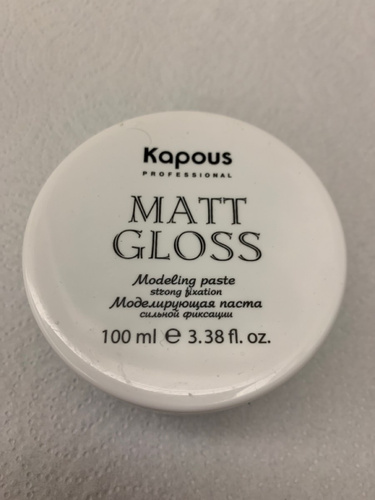 Kapous
PROFESSIONAL
MATT
GLOSS
Modeling paste
strong fixation
Моделирующая паста
сильной фиксации
100 ml ℮ 3.38 fl. oz.